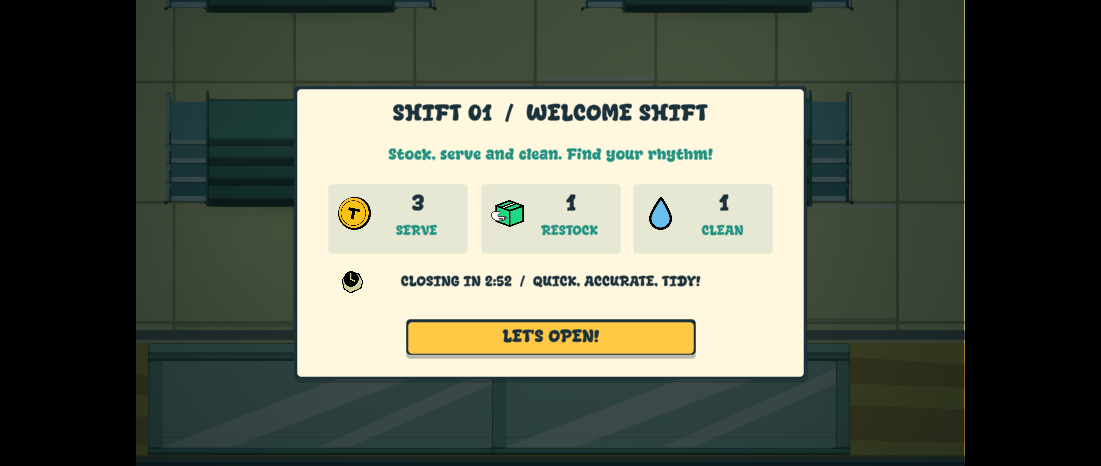 SHIFT 01 / WELCOME SHIFT
Stock, serve and clean. Find your rhythm!
3
SERVE
1
RESTOCK
1
CLEAN
CLOSING IN 2:52 / QUICK, ACCURATE, TIDY!
LET'S OPEN!